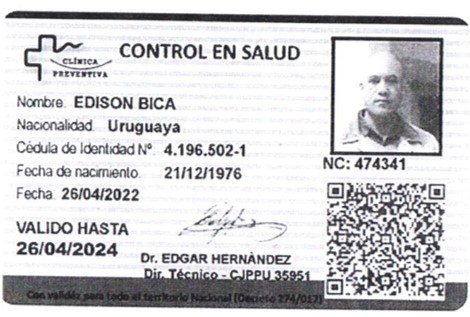 CLÍNICA
PREVENTIVA
CONTROL EN SALUD
Nombre: EDISON BICA
Nacionalidad: Uruguaya
Cédula de Identidad Nº. 4.196.502-1
Fecha de nacimiento. 21/12/1976
Fecha. 26/04/2022
VALIDO HASTA
26/04/2024
NC: 474341
Dr. EDGAR HERNÀNDEZ
Dir. Técnico - CJPPU 35951
Con validéz para todo el territorio Nacional (Decreto 274/017)